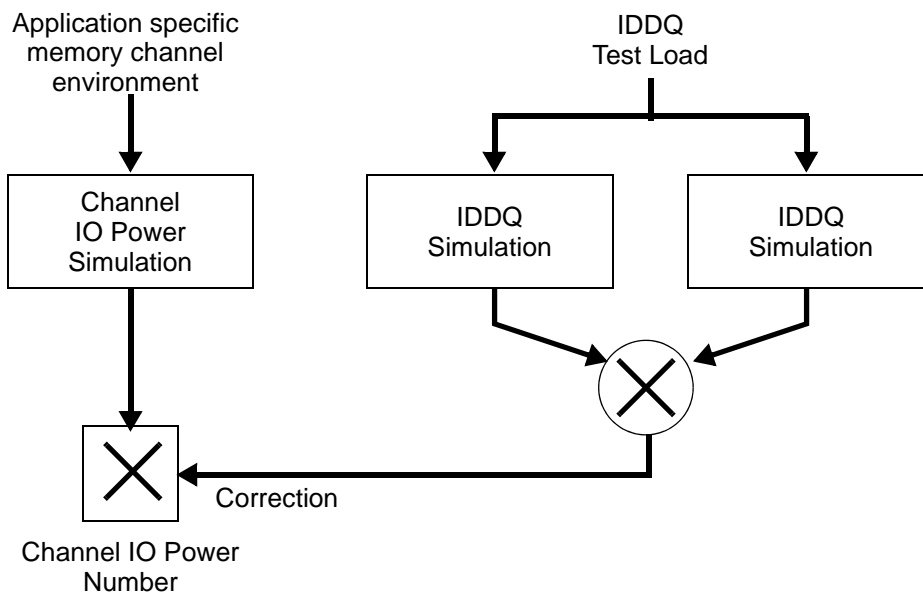 Application specific
memory channel
environment
IDDQ
Test Load
Channel
IO Power
Simulation
IDDQ
Simulation
IDDQ
Simulation
Correction
Channel IO Power
Number